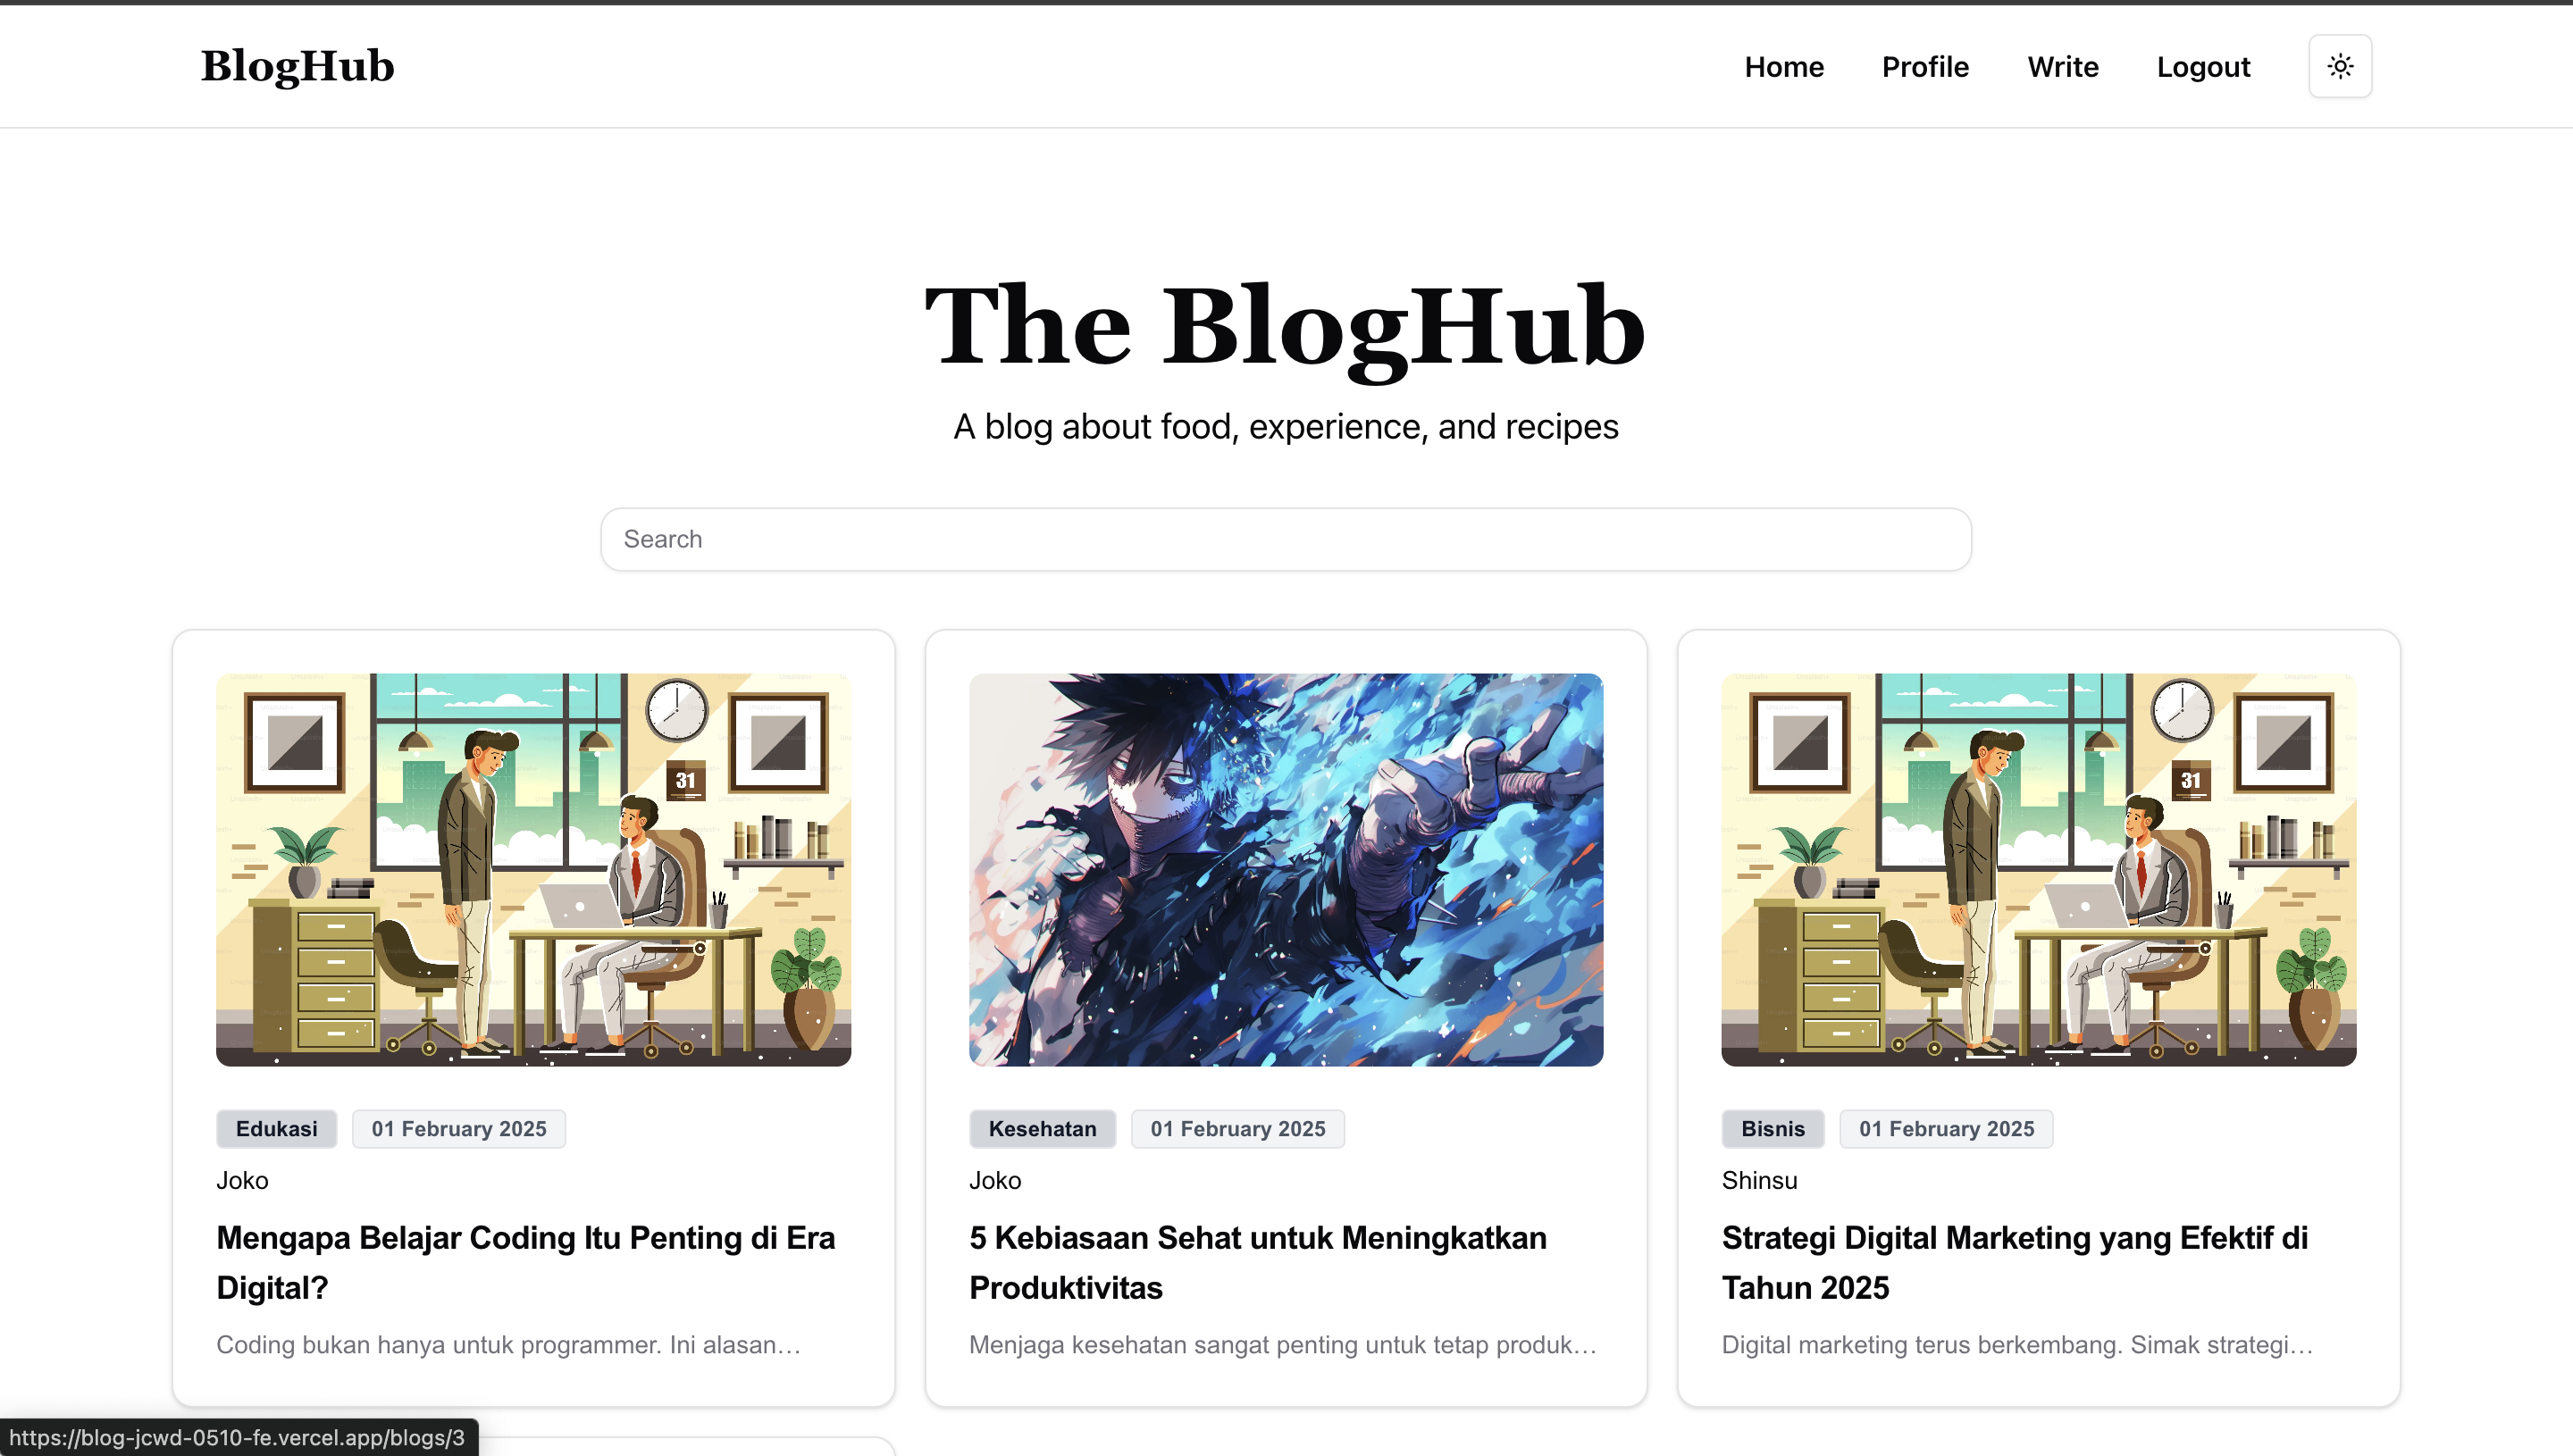 BlogHub
Home Profile Write Logout
The BlogHub
A blog about food, experience, and recipes
Search
31
31
Edukasi 01 February 2025
Joko
Mengapa Belajar Coding Itu Penting di Era
Digital?
Coding bukan hanya untuk programmer. Ini alasan...
Kesehatan 01 February 2025
Joko
5 Kebiasaan Sehat untuk Meningkatkan
Produktivitas
Menjaga kesehatan sangat penting untuk tetap produk...
Bisnis 01 February 2025
Shinsu
Strategi Digital Marketing yang Efektif di
Tahun 2025
Digital marketing terus berkembang. Simak strategi...
https://blog-jcwd-0510-fe.vercel.app/blogs/3